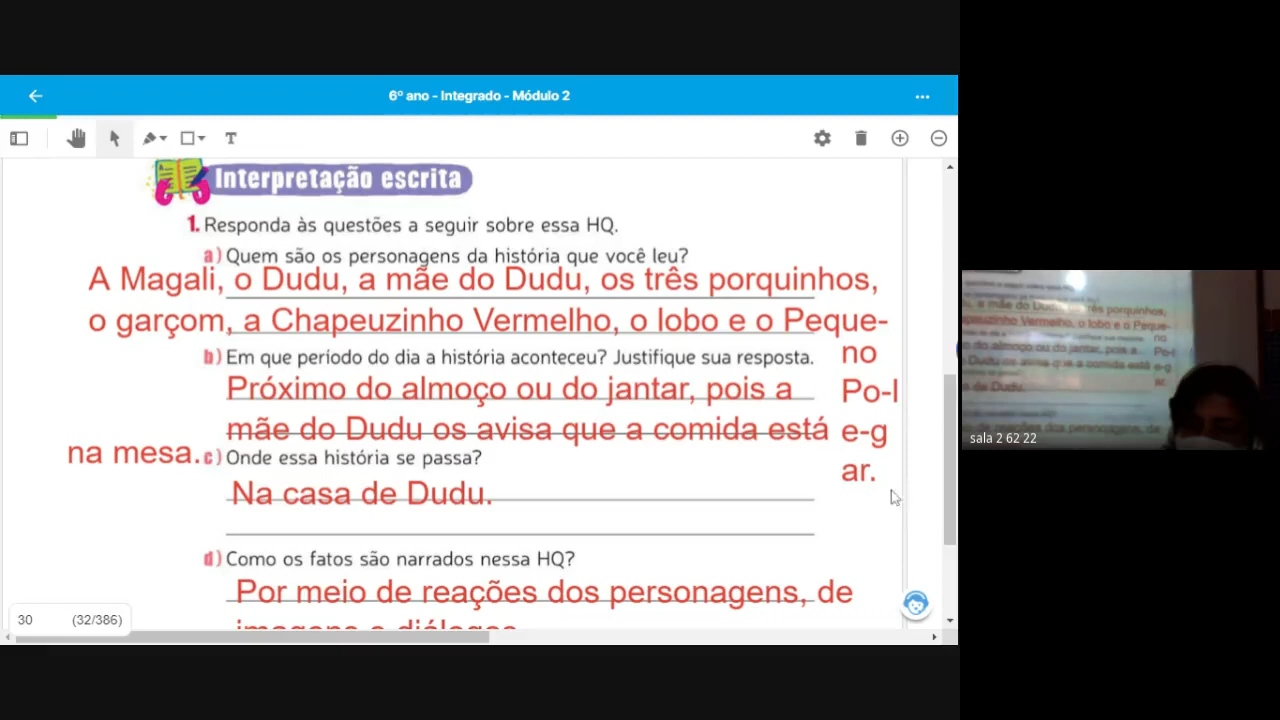 6º ano - Integrado - Módulo 2
Interpretação escrita
1. Responda às questões a seguir sobre essa HQ.
a) Quem são os personagens da história que você leu?
A Magali, o Dudu, a mãe do Dudu, os três porquinhos,
o garçom, a Chapeuzinho Vermelho, o lobo e o Peque-
no
b) Em que período do dia a história aconteceu? Justifique sua resposta.
Po-l
e-g
ar.
Próximo do almoço ou do jantar, pois a
mãe do Dudu os avisa que a comida está
na mesa.
c) Onde essa história se passa?
Na casa de Dudu.
d) Como os fatos são narrados nessa HQ?
Por meio de reações dos personagens, de
imagens e diálogos
30 (32/386)
sala 2 62 22